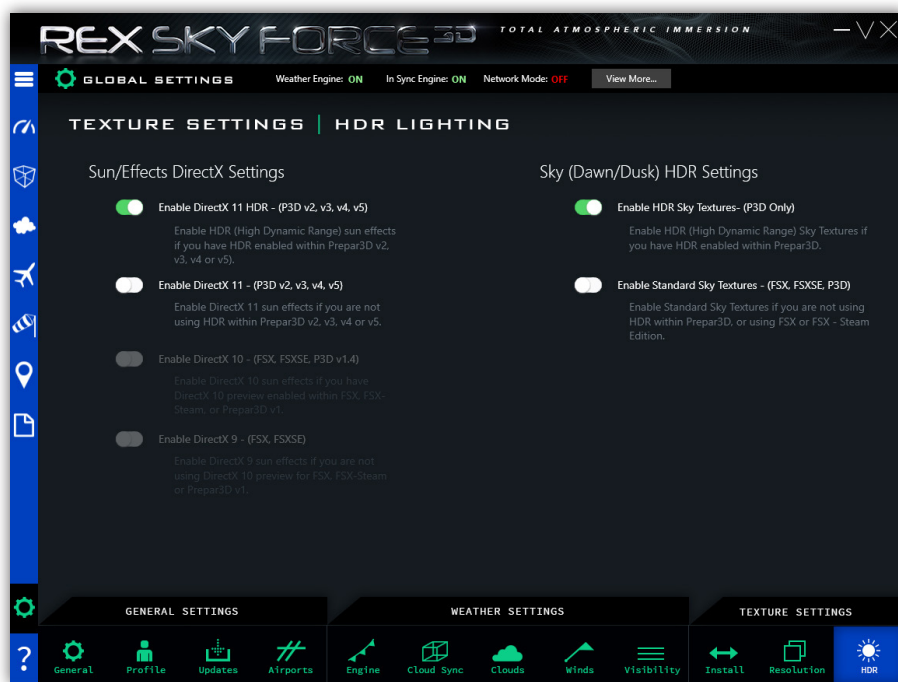 REX SKY FORCE 3D TOTAL ATMOSPHERIC IMMERSION
GLOBAL SETTINGS Weather Engine: ON In Sync Engine: ON Network Mode: OFF View More...
TEXTURE SETTINGS | HDR LIGHTING
Sun/Effects DirectX Settings
Enable DirectX 11 HDR - (P3D v2, v3, v4, v5)
Enable HDR (High Dynamic Range) sun effects
if you have HDR enabled within Prepar3D v2,
v3, v4 or v5).
Enable DirectX 11 - (P3D v2, v3, v4, v5)
Enable DirectX 11 sun effects if you are not
using HDR within Prepar3D v2, v3, v4 or v5.
Enable DirectX 10 - (FSX, FSXSE, P3D v1.4)
Enable DirectX 10 sun effects if you have
DirectX 10 preview enabled within FSX, FSX-
Steam, or Prepar3D v1.
Enable DirectX 9 - (FSX, FSXSE)
Enable DirectX 9 sun effects if you are not
using DirectX 10 preview for FSX, FSX-Steam
or Prepar3D v1.
Sky (Dawn/Dusk) HDR Settings
Enable HDR Sky Textures- (P3D Only)
Enable HDR (High Dynamic Range) Sky Textures if
you have HDR enabled within Prepar3D.
Enable Standard Sky Textures - (FSX, FSXSE, P3D)
Enable Standard Sky Textures if you are not using
HDR within Prepar3D, or using FSX or FSX - Steam
Edition.
GENERAL SETTINGS WEATHER SETTINGS TEXTURE SETTINGS
? General Profile Updates Airports Engine Cloud Sync Clouds Winds Visibility Install Resolution HDR